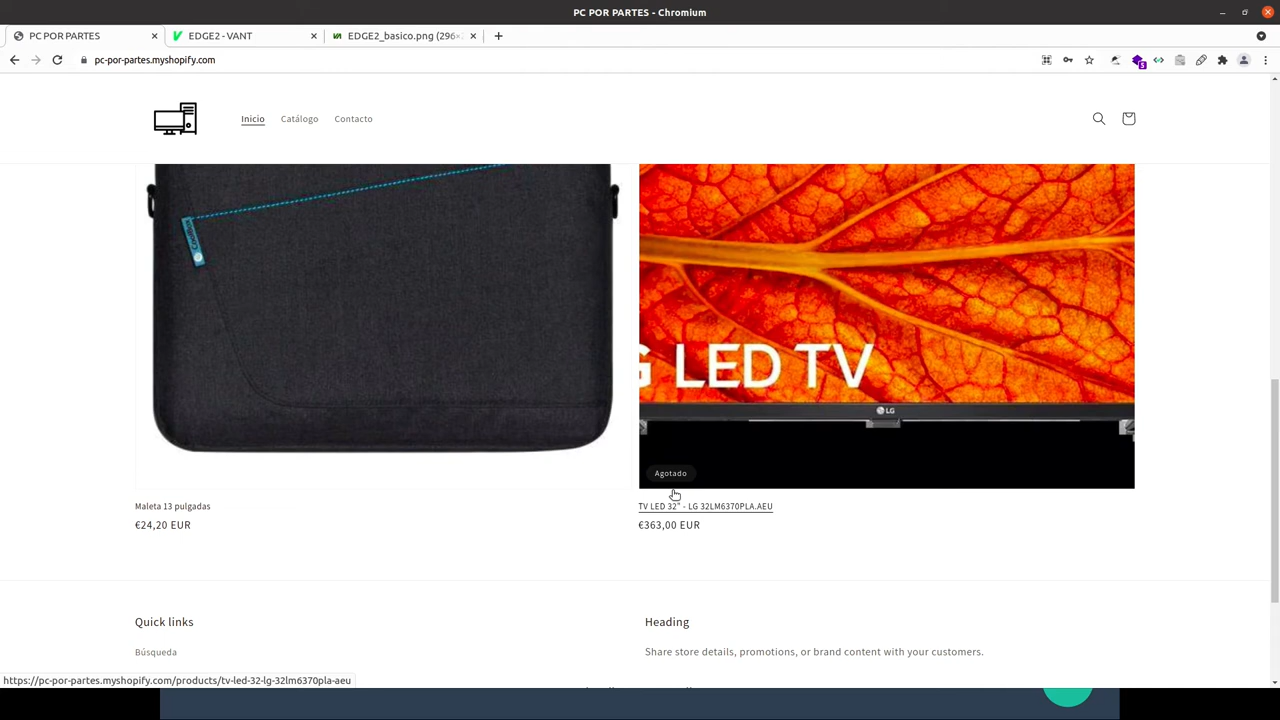 PC POR PARTES - Chromium
PC POR PARTES
EDGE2 - VANT
EDGE2_basico.png (296×
pc-por-partes.myshopify.com
5
Inicio
Catálogo
Contacto
CoolBell
G LED TV
LG
Agotado
Maleta 13 pulgadas
€24,20 EUR
TV LED 32" - LG 32LM6370PLA.AEU
€363,00 EUR
Quick links
Heading
Búsqueda
Share store details, promotions, or brand content with your customers.
https://pc-por-partes.myshopify.com/products/tv-led-32-lg-32lm6370pla-aeu